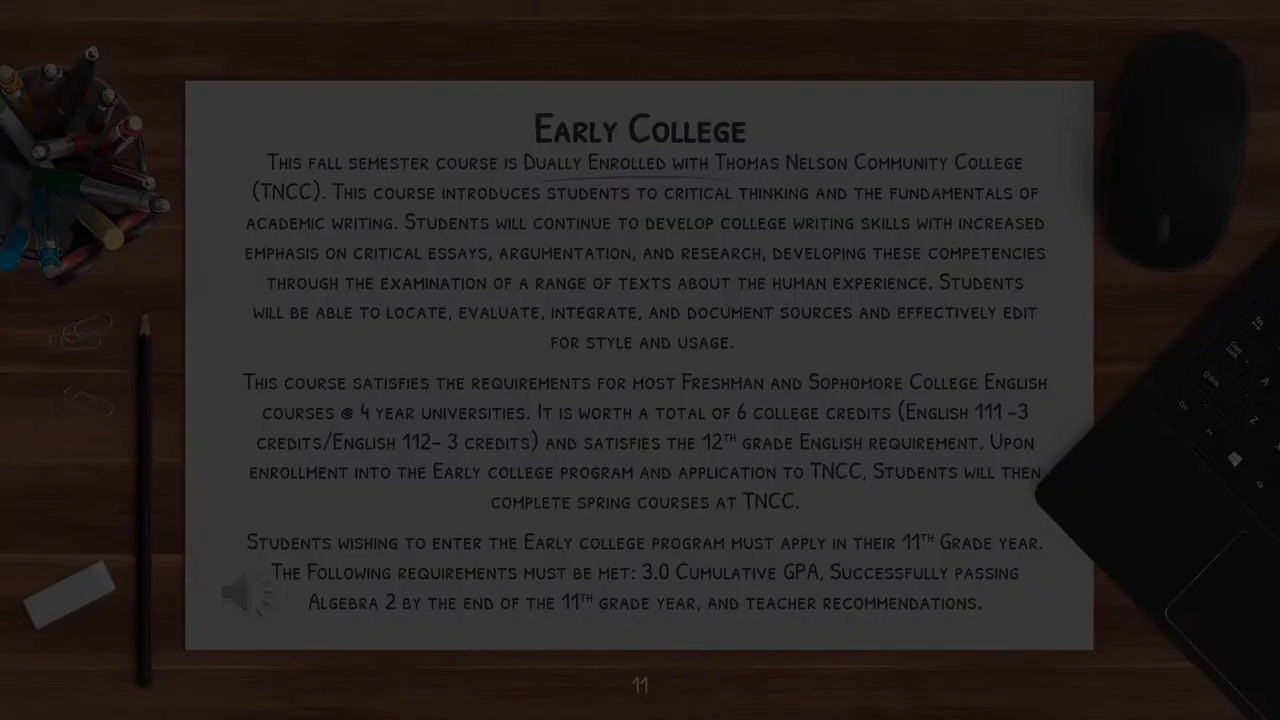 Early College
This fall semester course is Dually Enrolled with Thomas Nelson Community College
(TNCC). This course introduces students to critical thinking and the fundamentals of
academic writing. Students will continue to develop college writing skills with increased
emphasis on critical essays, argumentation, and research, developing these competencies
through the examination of a range of texts about the human experience. Students
will be able to locate, evaluate, integrate, and document sources and effectively edit
for style and usage.
This course satisfies the requirements for most Freshman and Sophomore College English
courses @ 4 year universities. It is worth a total of 6 college credits (English 111 –3
credits/English 112– 3 credits) and satisfies the 12th grade English requirement. Upon
enrollment into the Early college program and application to TNCC, Students will then
complete spring courses at TNCC.
Students wishing to enter the Early college program must apply in their 11th Grade year.
The Following requirements must be met: 3.0 Cumulative GPA, Successfully passing
Algebra 2 by the end of the 11th grade year, and teacher recommendations.
11